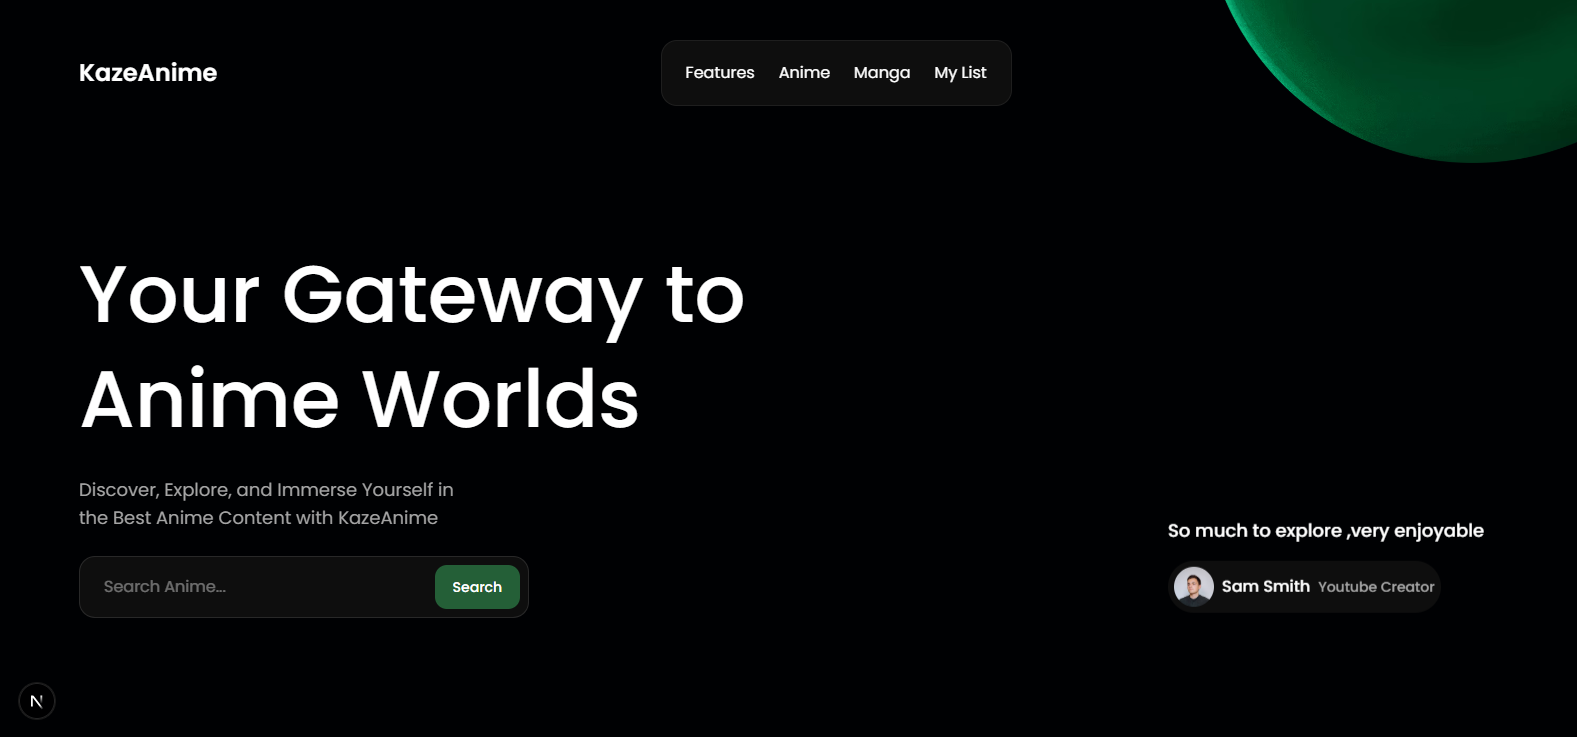 KazeAnime
Features Anime Manga My List
Your Gateway to
Anime Worlds
Discover, Explore, and Immerse Yourself in
the Best Anime Content with KazeAnime
Search Anime...
Search
So much to explore ,very enjoyable
Sam Smith Youtube Creator
N